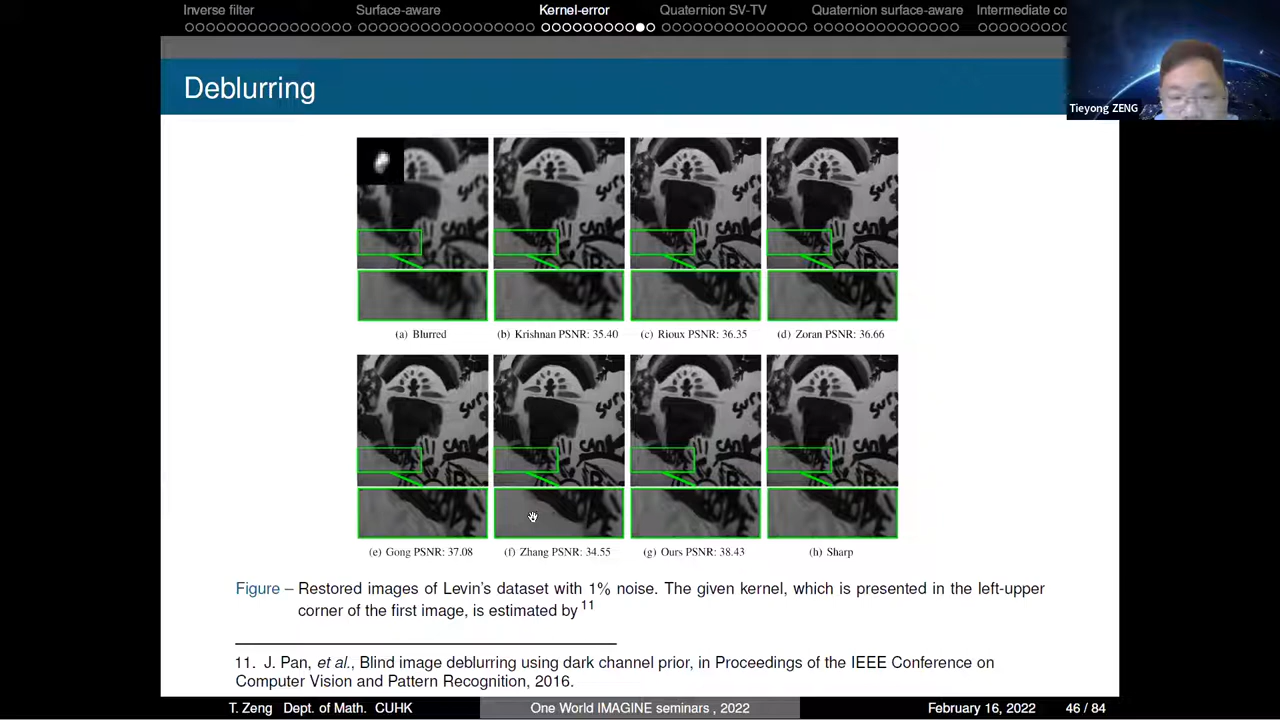 Inverse filter Surface-aware Kernel-error Quaternion SV-TV Quaternion surface-aware Intermediate co
Tieyong ZENG
Deblurring
(a) Blurred (b) Krishnan PSNR: 35.40 (c) Rioux PSNR: 36.35 (d) Zoran PSNR: 36.66
(e) Gong PSNR: 37.08 (f) Zhang PSNR: 34.55 (g) Ours PSNR: 38.43 (h) Sharp
Figure – Restored images of Levin's dataset with 1% noise. The given kernel, which is presented in the left-upper
corner of the first image, is estimated by 11
11. J. Pan, et al., Blind image deblurring using dark channel prior, in Proceedings of the IEEE Conference on
Computer Vision and Pattern Recognition, 2016.
T. Zeng Dept. of Math. CUHK One World IMAGINE seminars , 2022 February 16, 2022 46 / 84